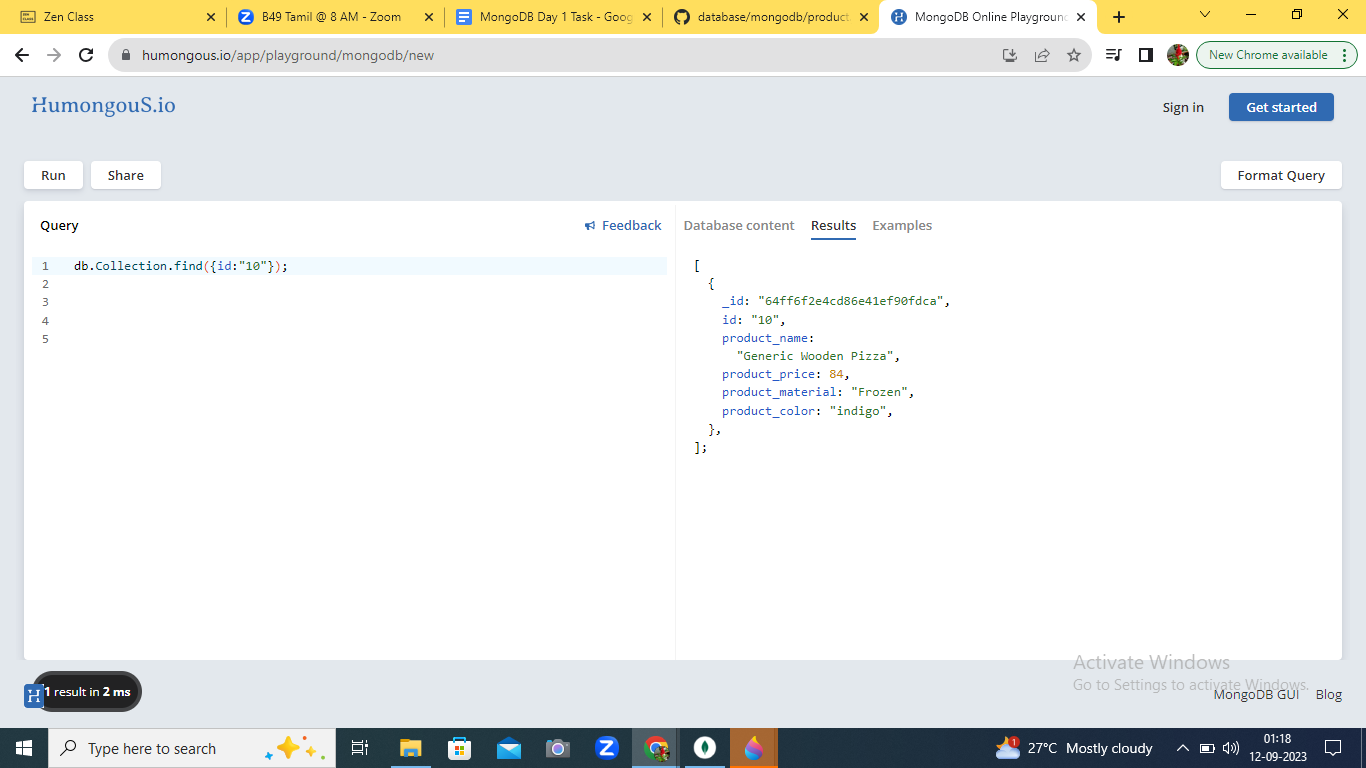 Zen Class
B49 Tamil @ 8 AM - Zoom
MongoDB Day 1 Task - Goog
database/mongodb/product
MongoDB Online Playground
humongous.io/app/playground/mongodb/new
New Chrome available
HumongouS.io
Sign in
Get started
Run
Share
Format Query
Query
Feedback
Database content
Results
Examples
1 db.Collection.find({id:"10"});
2
3
4
5
[
{
_id: "64ff6f2e4cd86e41ef90fdca",
id: "10",
product_name:
"Generic Wooden Pizza",
product_price: 84,
product_material: "Frozen",
product_color: "indigo",
},
];
Activate Windows
Go to Settings to activate Windows.
H
1 result in 2 ms
MongoDB GUI
Blog
Type here to search
1
27°C Mostly cloudy
01:18
12-09-2023